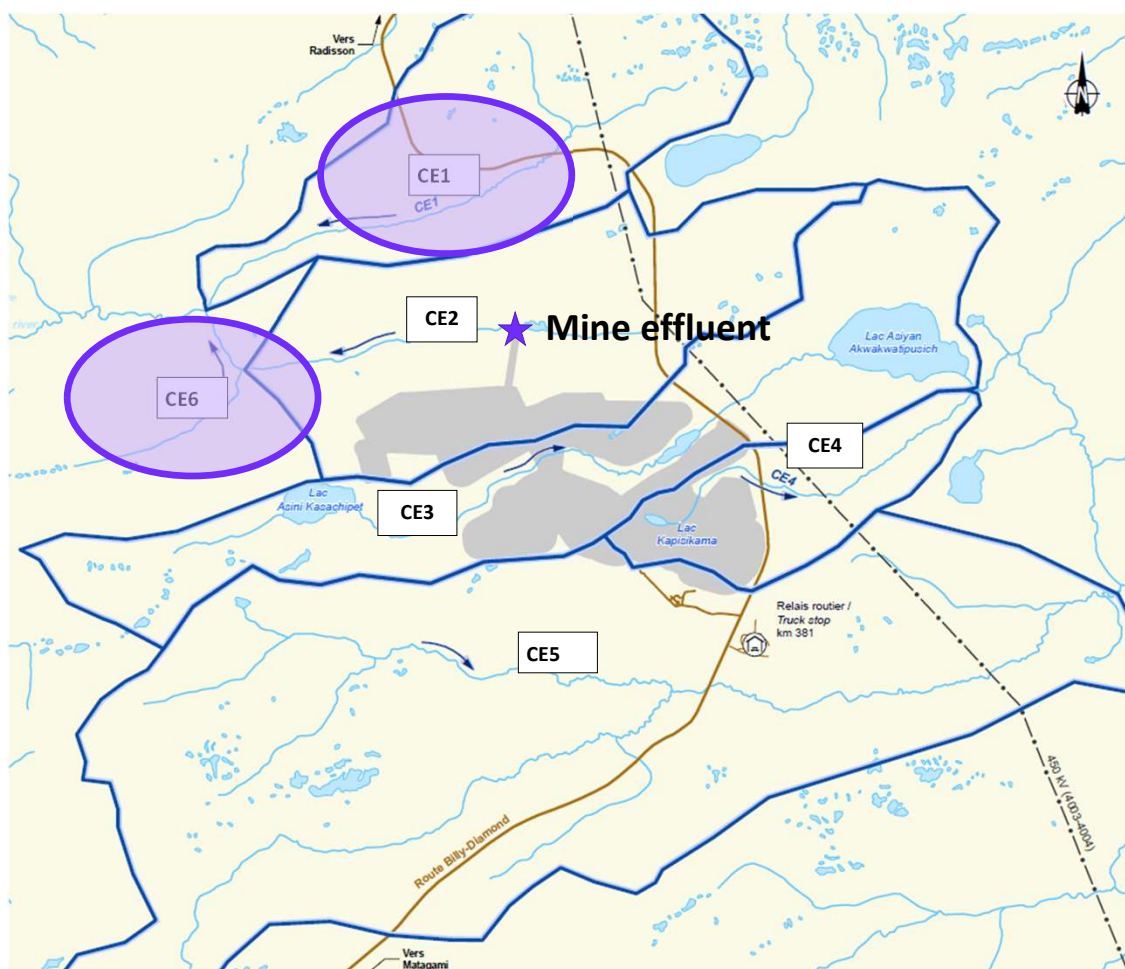 Vers
Radisson
N
CE1
CE1
CE2
Mine effluent
river
Lac Asiyan
Akwakwatipusich
CE6
CE4
CE4
Lac
Asini Kasachipet
CE3
Lac
Kapisikama
Relais routier /
Truck stop
km 381
CE5
450 kV (4003-4004)
Route Billy-Diamond
Vers
Matagami